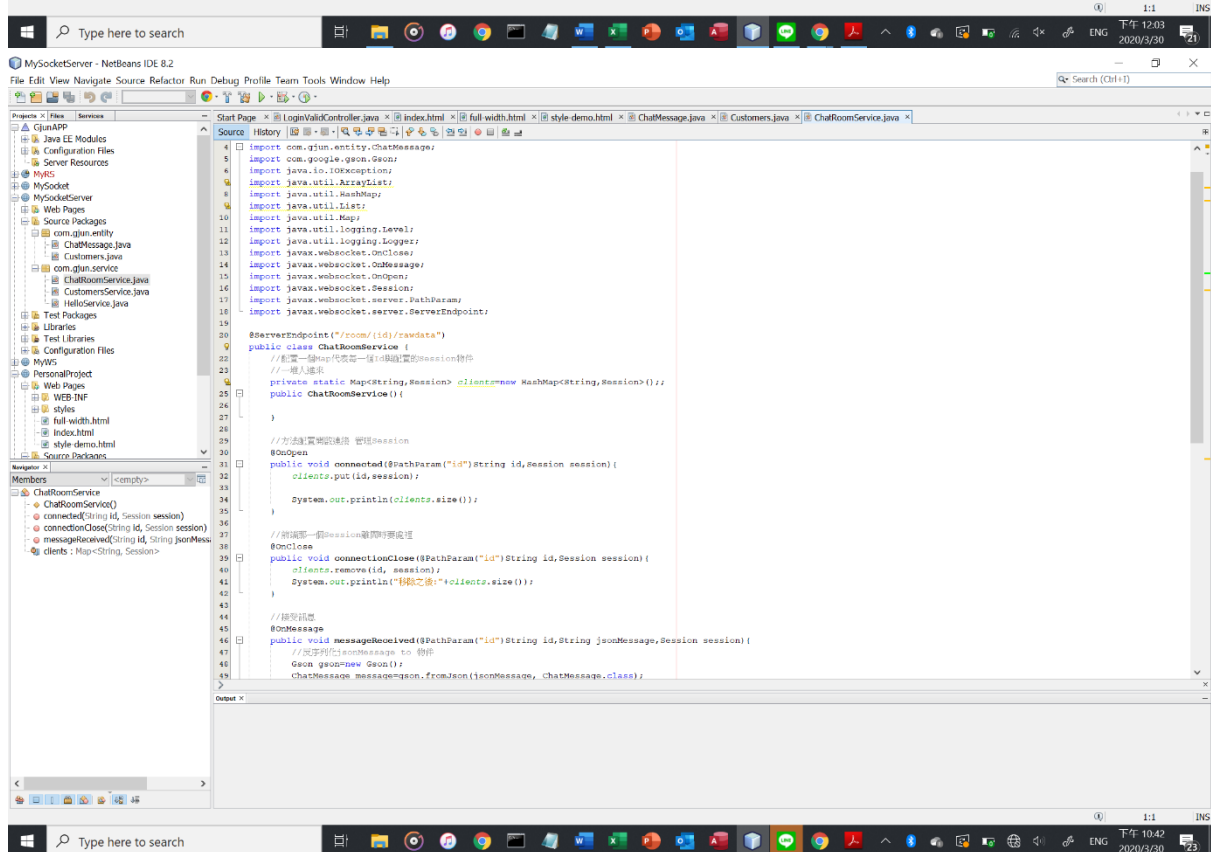 1:1 INS
Type here to search
ENG
下午 12:03
2020/3/30
21
MySocketServer - NetBeans IDE 8.2
File Edit View Navigate Source Refactor Run Debug Profile Team Tools Window Help
Search (Ctrl+I)
Projects × Files Services
Start Page × LoginValidController.java × index.html × full-width.html × style-demo.html × ChatMessage.java × Customers.java × ChatRoomService.java ×
Source History
GjunAPP
Java EE Modules
Configuration Files
Server Resources
MyRS
MySocket
MySocketServer
Web Pages
Source Packages
com.gjun.entity
ChatMessage.java
Customers.java
com.gjun.service
ChatRoomService.java
CustomersService.java
HelloService.java
Test Packages
Libraries
Test Libraries
Configuration Files
MyWS
PersonalProject
Web Pages
WEB-INF
styles
full-width.html
index.html
style-demo.html
Source Packages
Navigator ×
Members <empty>
ChatRoomService
ChatRoomService()
connected(String id, Session session)
connectionClose(String id, Session session)
messageReceived(String id, String jsonMess
clients : Map<String, Session>
4 import com.gjun.entity.ChatMessage;
5 import com.google.gson.Gson;
6 import java.io.IOException;
import java.util.ArrayList;
8 import java.util.HashMap;
import java.util.List;
10 import java.util.Map;
11 import java.util.logging.Level;
12 import java.util.logging.Logger;
13 import javax.websocket.OnClose;
14 import javax.websocket.OnMessage;
15 import javax.websocket.OnOpen;
16 import javax.websocket.Session;
17 import javax.websocket.server.PathParam;
18 import javax.websocket.server.ServerEndpoint;
19
20 @ServerEndpoint("/room/{id}/rawdata")
public class ChatRoomService {
22 //配置一個Map代表每一個Id與配置的Session物件
23 //一堆人進來
private static Map<String,Session> clients=new HashMap<String,Session>();;
25 public ChatRoomService(){
26
27 }
28
29 //方法配置開啟連接 管理Session
30 @OnOpen
31 public void connected(@PathParam("id")String id,Session session){
32 clients.put(id,session);
33
34 System.out.println(clients.size());
35 }
36
37 //前端那一個Session離開時要處理
38 @OnClose
39 public void connectionClose(@PathParam("id")String id,Session session){
40 clients.remove(id, session);
41 System.out.println("移除之後:"+clients.size());
42 }
43
44 //接受訊息
45 @OnMessage
46 public void messageReceived(@PathParam("id")String id,String jsonMessage,Session session){
47 //反序列化jsonMessage to 物件
48 Gson gson=new Gson();
49 ChatMessage message=gson.fromJson(jsonMessage, ChatMessage.class);
Output ×
1:1 INS
Type here to search
ENG
下午 10:42
2020/3/30
23